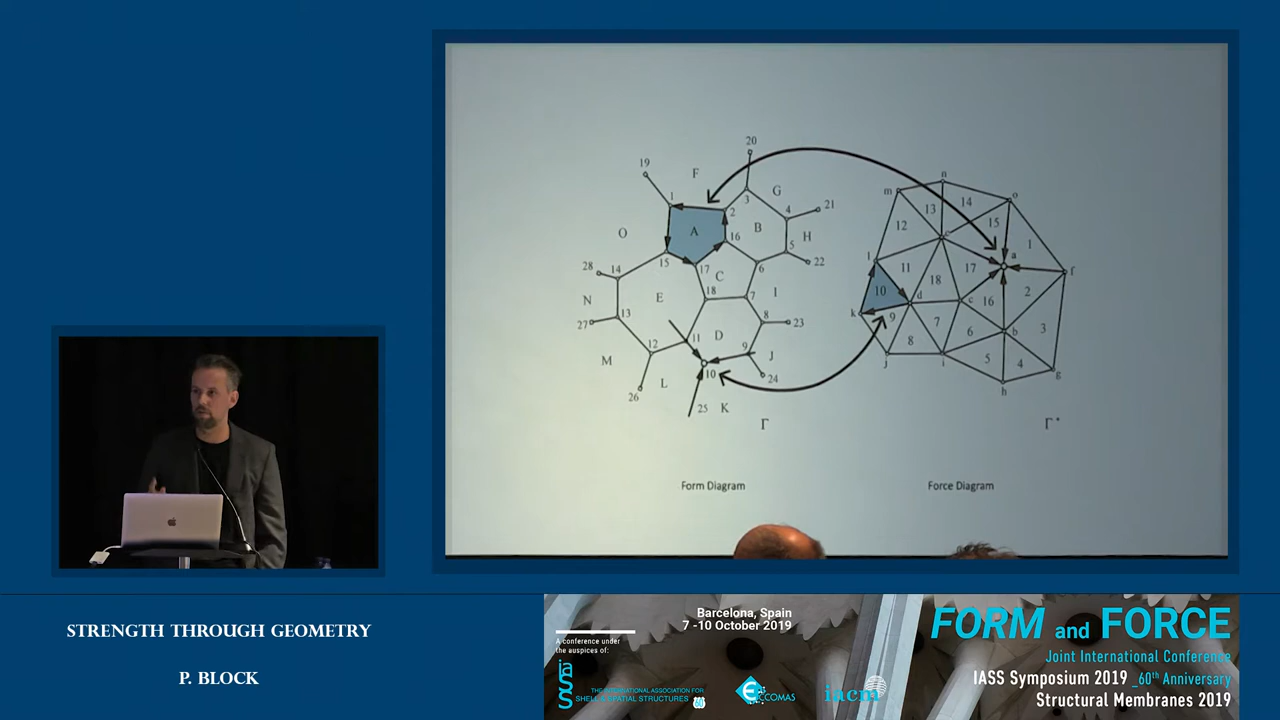 20
19
F
n
G
1
m
14
3
o
2
4
21
13
15
O
A
B
12
1
16
H
e
a
5
15
l
11
17
f
28
14
17
6
22
C
10
18
2
E
18
7
I
d
c
16
N
k
9
3
13
8
23
7
6
b
27
D
11
8
12
9
J
5
4
M
j
i
10
24
g
L
h
26
25
K
Γ
Γ*
Form Diagram
Force Diagram
Barcelona, Spain
7 -10 October 2019
FORM and FORCE
STRENGTH THROUGH GEOMETRY
A conference under
the auspices of:
Joint International Conference
P. BLOCK
iass
THE INTERNATIONAL ASSOCIATION FOR
SHELL & SPATIAL STRUCTURES
ECCOMAS
iacm
IASS Symposium 2019 _60th Anniversary
Structural Membranes 2019